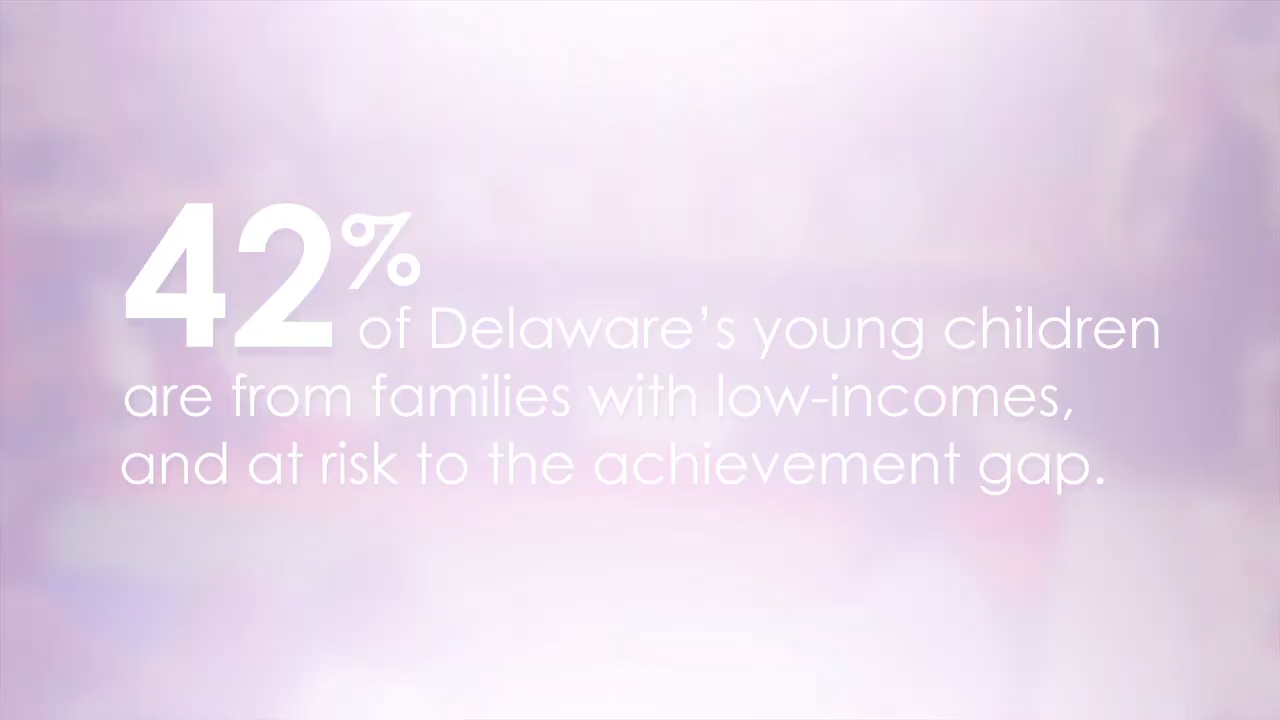 42% of Delaware’s young children
are from families with low-incomes,
and at risk to the achievement gap.